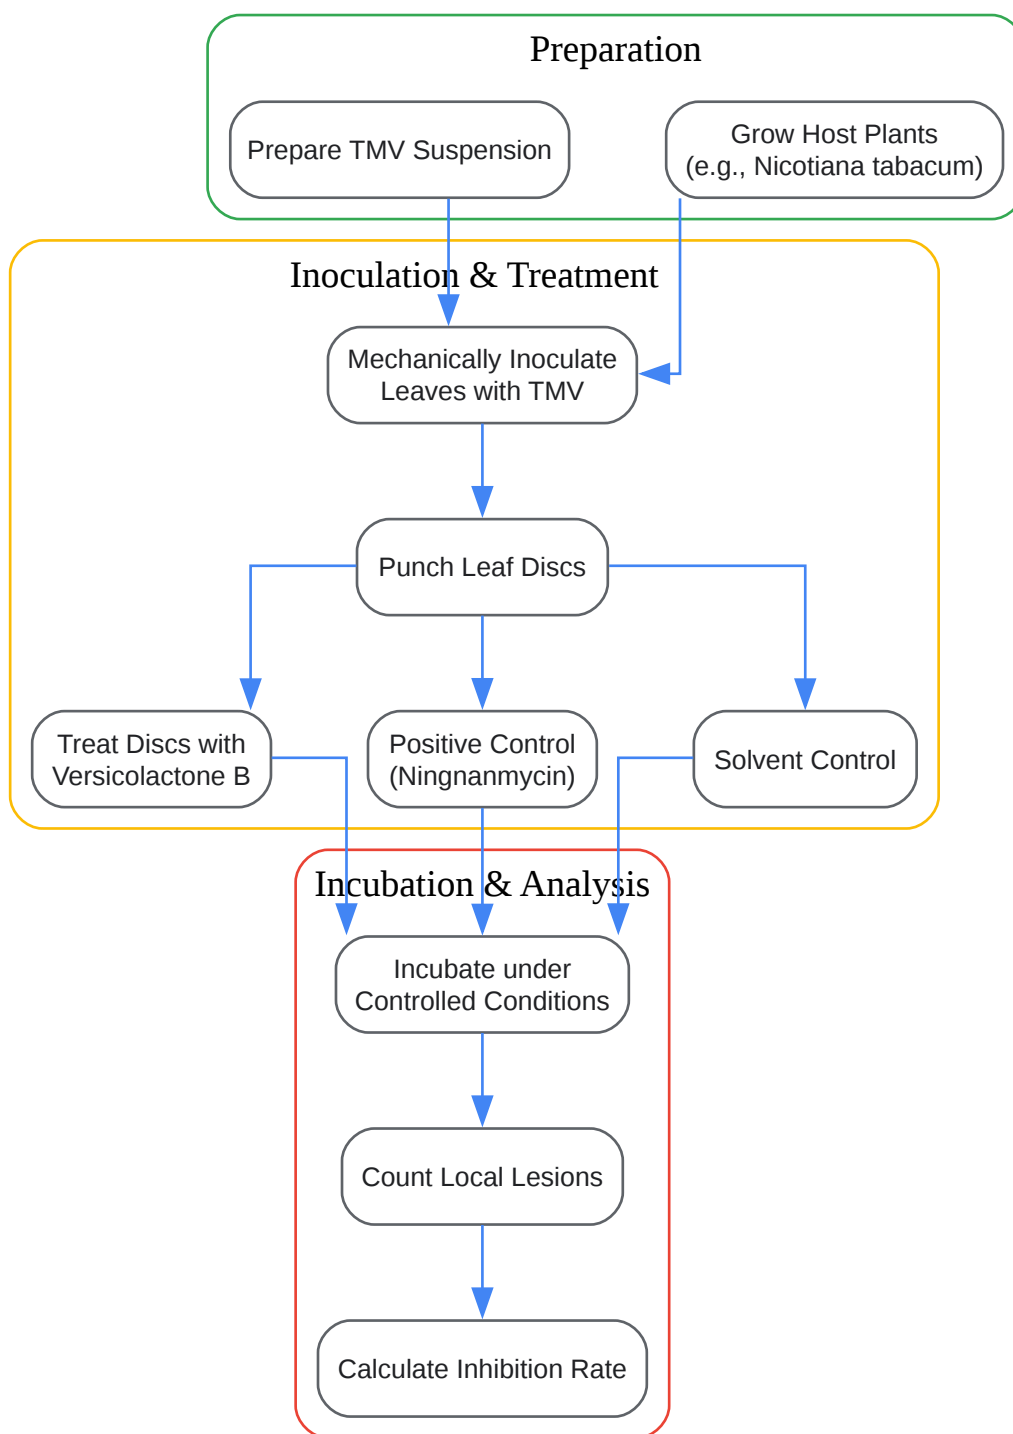 Preparation
Prepare TMV Suspension
Grow Host Plants
(e.g., Nicotiana tabacum)
Inoculation & Treatment
Mechanically Inoculate
Leaves with TMV
Punch Leaf Discs
Treat Discs with
Versicolactone B
Positive Control
(Ningnanmycin)
Solvent Control
Incubation & Analysis
Incubate under
Controlled Conditions
Count Local Lesions
Calculate Inhibition Rate